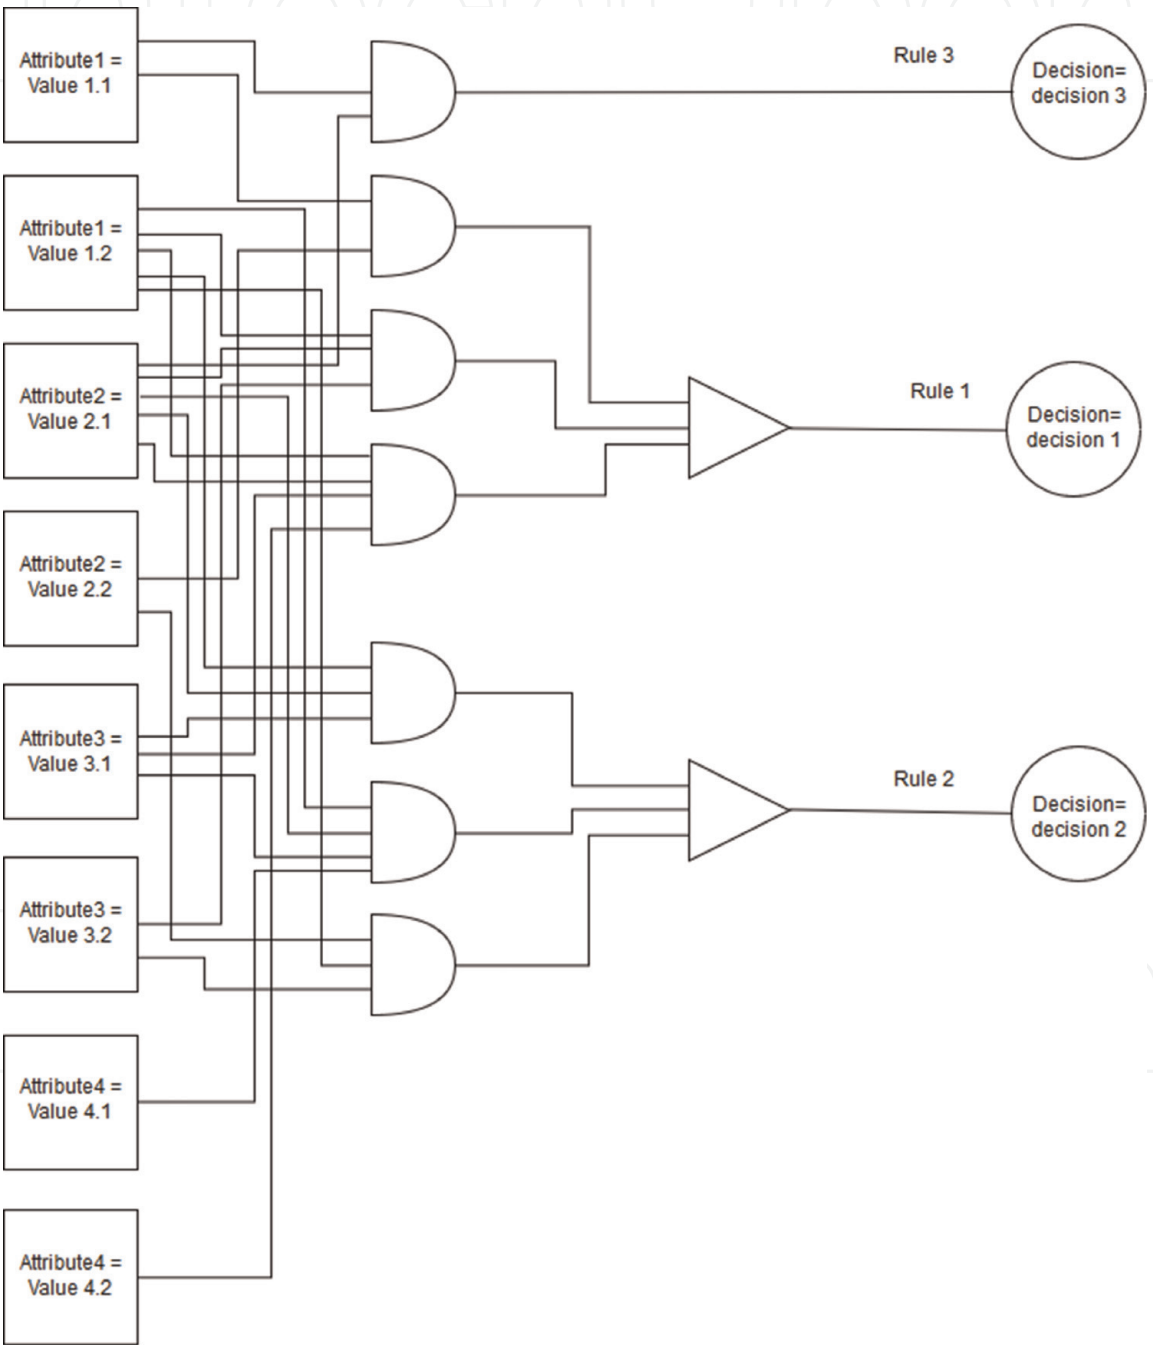 Attribute1 =
Value 1.1
Attribute1 =
Value 1.2
Attribute2 =
Value 2.1
Attribute2 =
Value 2.2
Attribute3 =
Value 3.1
Attribute3 =
Value 3.2
Attribute4 =
Value 4.1
Attribute4 =
Value 4.2
Rule 3
Decision=
decision 3
Rule 1
Decision=
decision 1
Rule 2
Decision=
decision 2